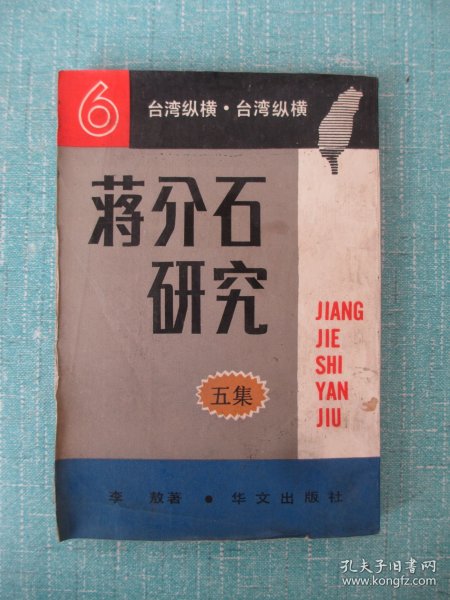 6
台湾纵横·台湾纵横
蒋介石
研究
JIANG
JIE
SHI
YAN
JIU
五集
李敖著 • 华文出版社
孔夫子旧书网
www.kongfz.com